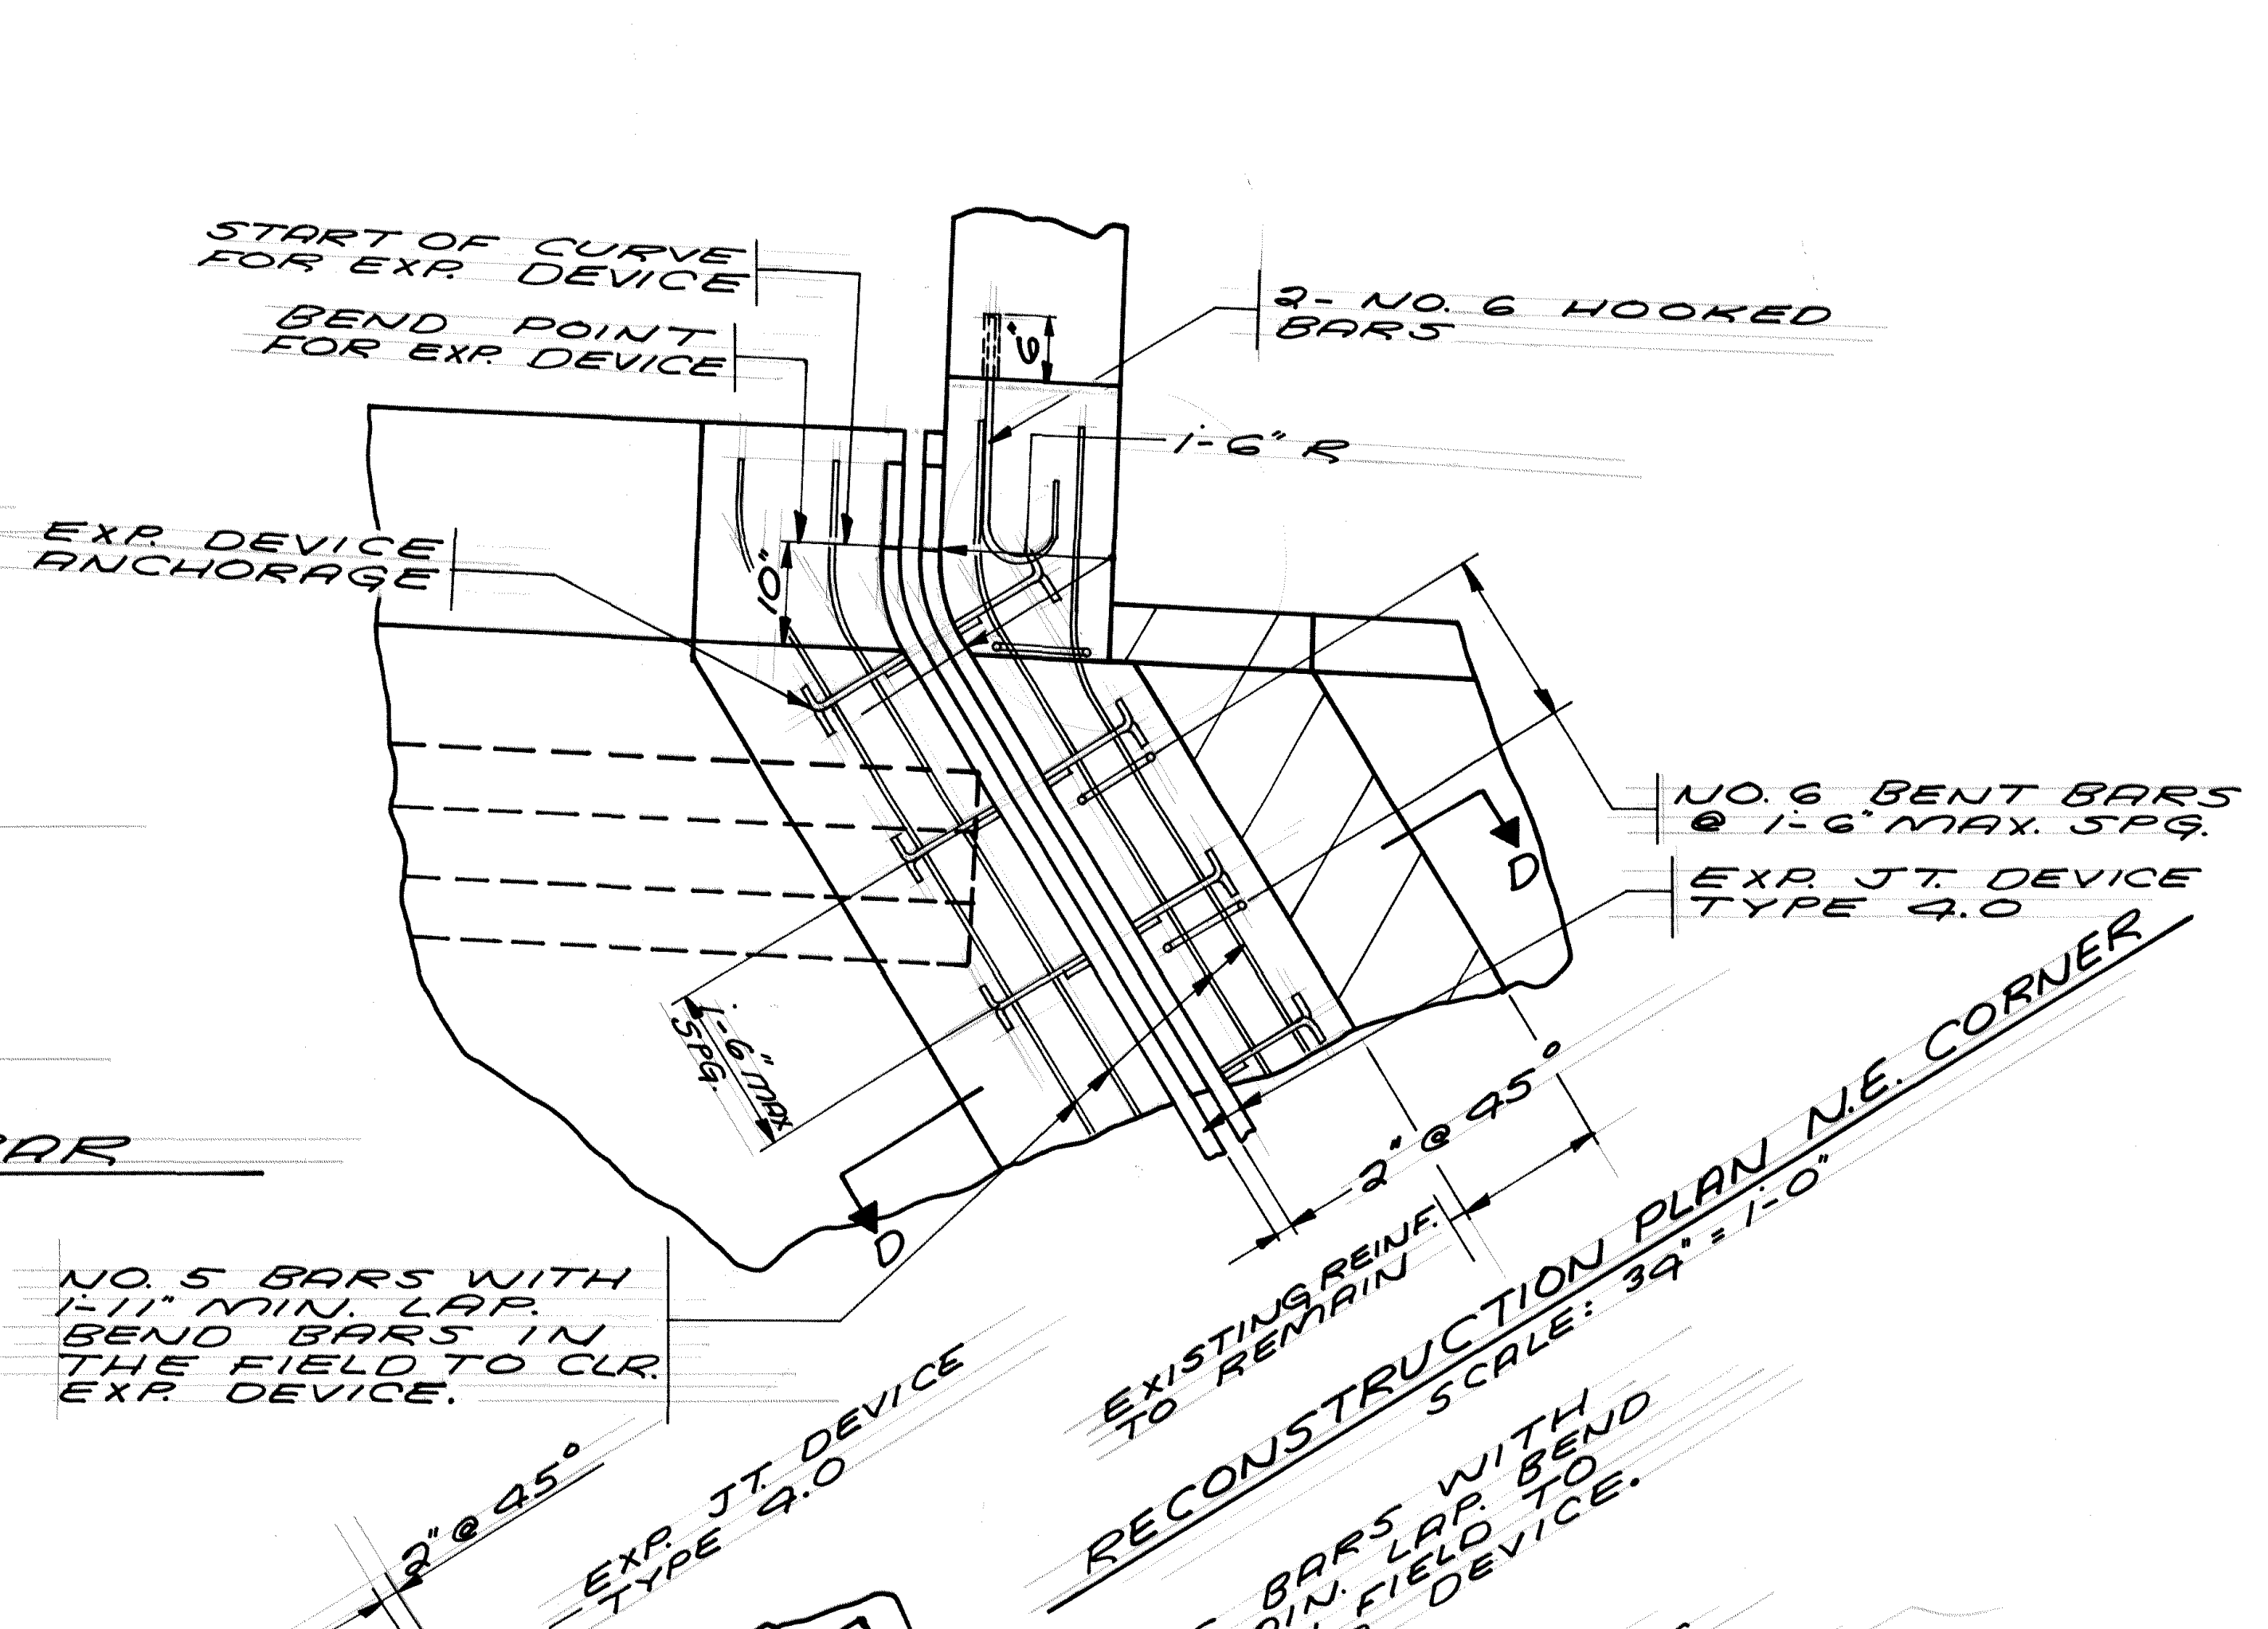 START OF CURVE
FOR EXP. DEVICE
BEND POINT
FOR EXP. DEVICE
2- NO. 6 HOOKED
BARS
6"
1'-6" R
EXP. DEVICE
ANCHORAGE
10"
NO. 6 BENT BARS
@ 1'-6" MAX. SPG.
D
EXP. JT. DEVICE
TYPE 4.0
1'-6" MAX
SPG.
2" @ 45°
D
EXISTING REINF.
TO REMAIN
NO. 5 BARS WITH
1'-11" MIN. LAP.
BEND BARS IN
THE FIELD TO CLR.
EXP. DEVICE.
RECONSTRUCTION PLAN N.E. CORNER
SCALE: 3/4" = 1'-0"
2" @ 45°
EXP. JT. DEVICE
TYPE 4.0
BARS WITH
LAP. BEND
FIELD TO
DEVICE.